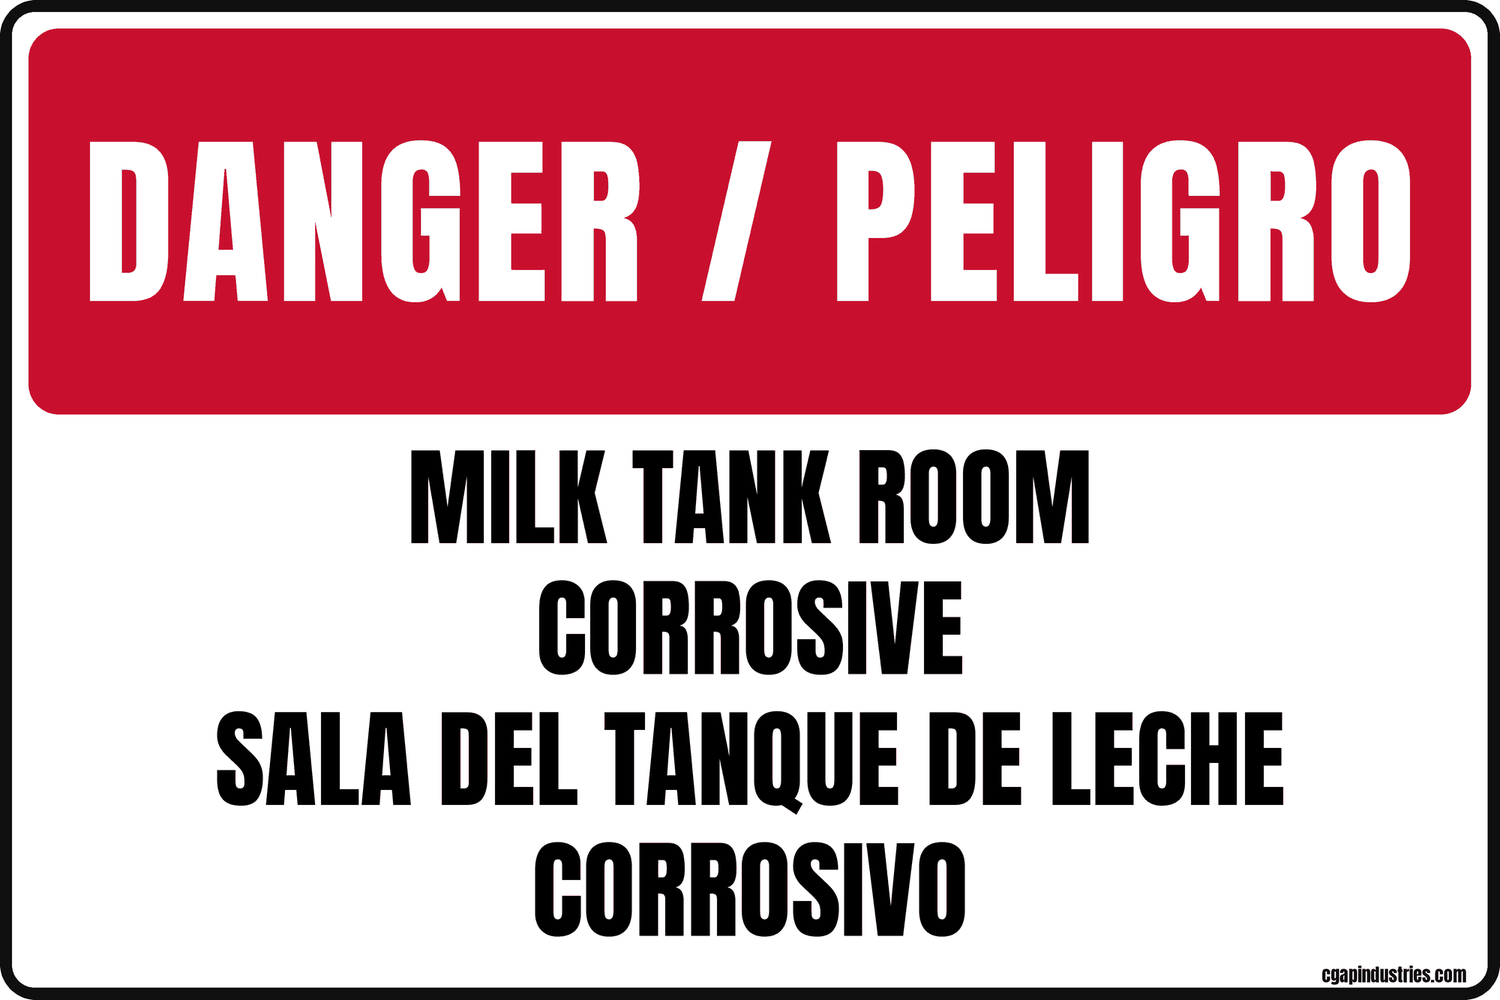 DANGER / PELIGRO
MILK TANK ROOM
CORROSIVE
SALA DEL TANQUE DE LECHE
CORROSIVO
cgapindustries.com